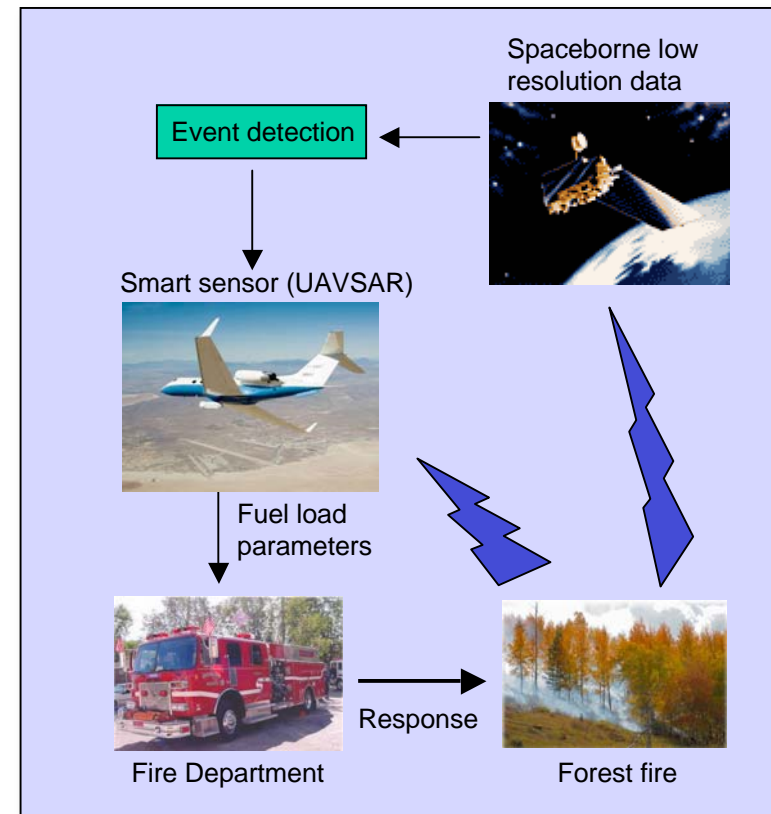 Spaceborne low
resolution data
Event detection
Smart sensor (UAVSAR)
Fuel load
parameters
Response
Fire Department
Forest fire